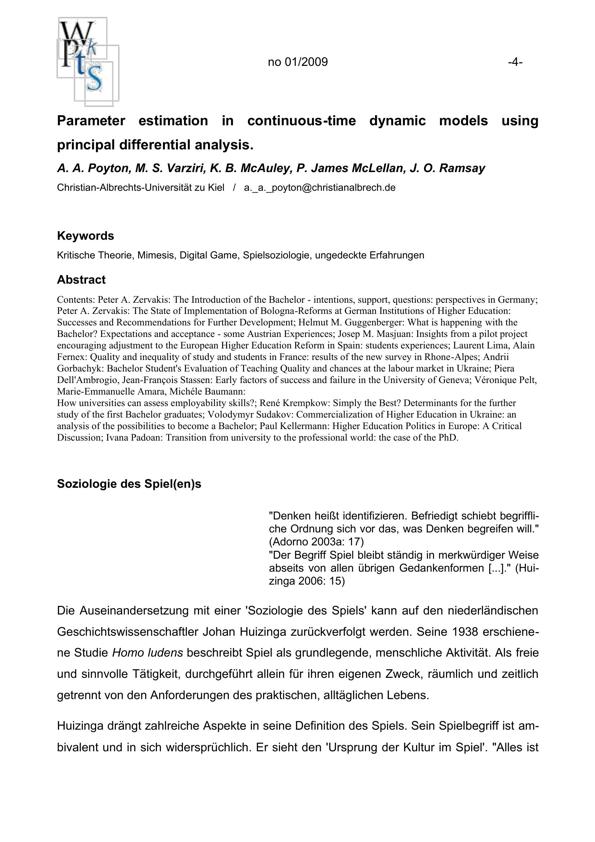 W
P k
t s
S
no 01/2009 -4-
Parameter estimation in continuous-time dynamic models using
principal differential analysis.
A. A. Poyton, M. S. Varziri, K. B. McAuley, P. James McLellan, J. O. Ramsay
Christian-Albrechts-Universität zu Kiel / a._a._poyton@christianalbrech.de
Keywords
Kritische Theorie, Mimesis, Digital Game, Spielsoziologie, ungedeckte Erfahrungen
Abstract
Contents: Peter A. Zervakis: The Introduction of the Bachelor - intentions, support, questions: perspectives in Germany;
Peter A. Zervakis: The State of Implementation of Bologna-Reforms at German Institutions of Higher Education:
Successes and Recommendations for Further Development; Helmut M. Guggenberger: What is happening with the
Bachelor? Expectations and acceptance - some Austrian Experiences; Josep M. Masjuan: Insights from a pilot project
encouraging adjustment to the European Higher Education Reform in Spain: students experiences; Laurent Lima, Alain
Fernex: Quality and inequality of study and students in France: results of the new survey in Rhone-Alpes; Andrii
Gorbachyk: Bachelor Student's Evaluation of Teaching Quality and chances at the labour market in Ukraine; Piera
Dell'Ambrogio, Jean-François Stassen: Early factors of success and failure in the University of Geneva; Véronique Pelt,
Marie-Emmanuelle Amara, Michéle Baumann:
How universities can assess employability skills?; René Krempkow: Simply the Best? Determinants for the further
study of the first Bachelor graduates; Volodymyr Sudakov: Commercialization of Higher Education in Ukraine: an
analysis of the possibilities to become a Bachelor; Paul Kellermann: Higher Education Politics in Europe: A Critical
Discussion; Ivana Padoan: Transition from university to the professional world: the case of the PhD.
Soziologie des Spiel(en)s
"Denken heißt identifizieren. Befriedigt schiebt begriffli-
che Ordnung sich vor das, was Denken begreifen will."
(Adorno 2003a: 17)
"Der Begriff Spiel bleibt ständig in merkwürdiger Weise
abseits von allen übrigen Gedankenformen [...]." (Hui-
zinga 2006: 15)
Die Auseinandersetzung mit einer 'Soziologie des Spiels' kann auf den niederländischen
Geschichtswissenschaftler Johan Huizinga zurückverfolgt werden. Seine 1938 erschiene-
ne Studie Homo ludens beschreibt Spiel als grundlegende, menschliche Aktivität. Als freie
und sinnvolle Tätigkeit, durchgeführt allein für ihren eigenen Zweck, räumlich und zeitlich
getrennt von den Anforderungen des praktischen, alltäglichen Lebens.
Huizinga drängt zahlreiche Aspekte in seine Definition des Spiels. Sein Spielbegriff ist am-
bivalent und in sich widersprüchlich. Er sieht den 'Ursprung der Kultur im Spiel'. "Alles ist